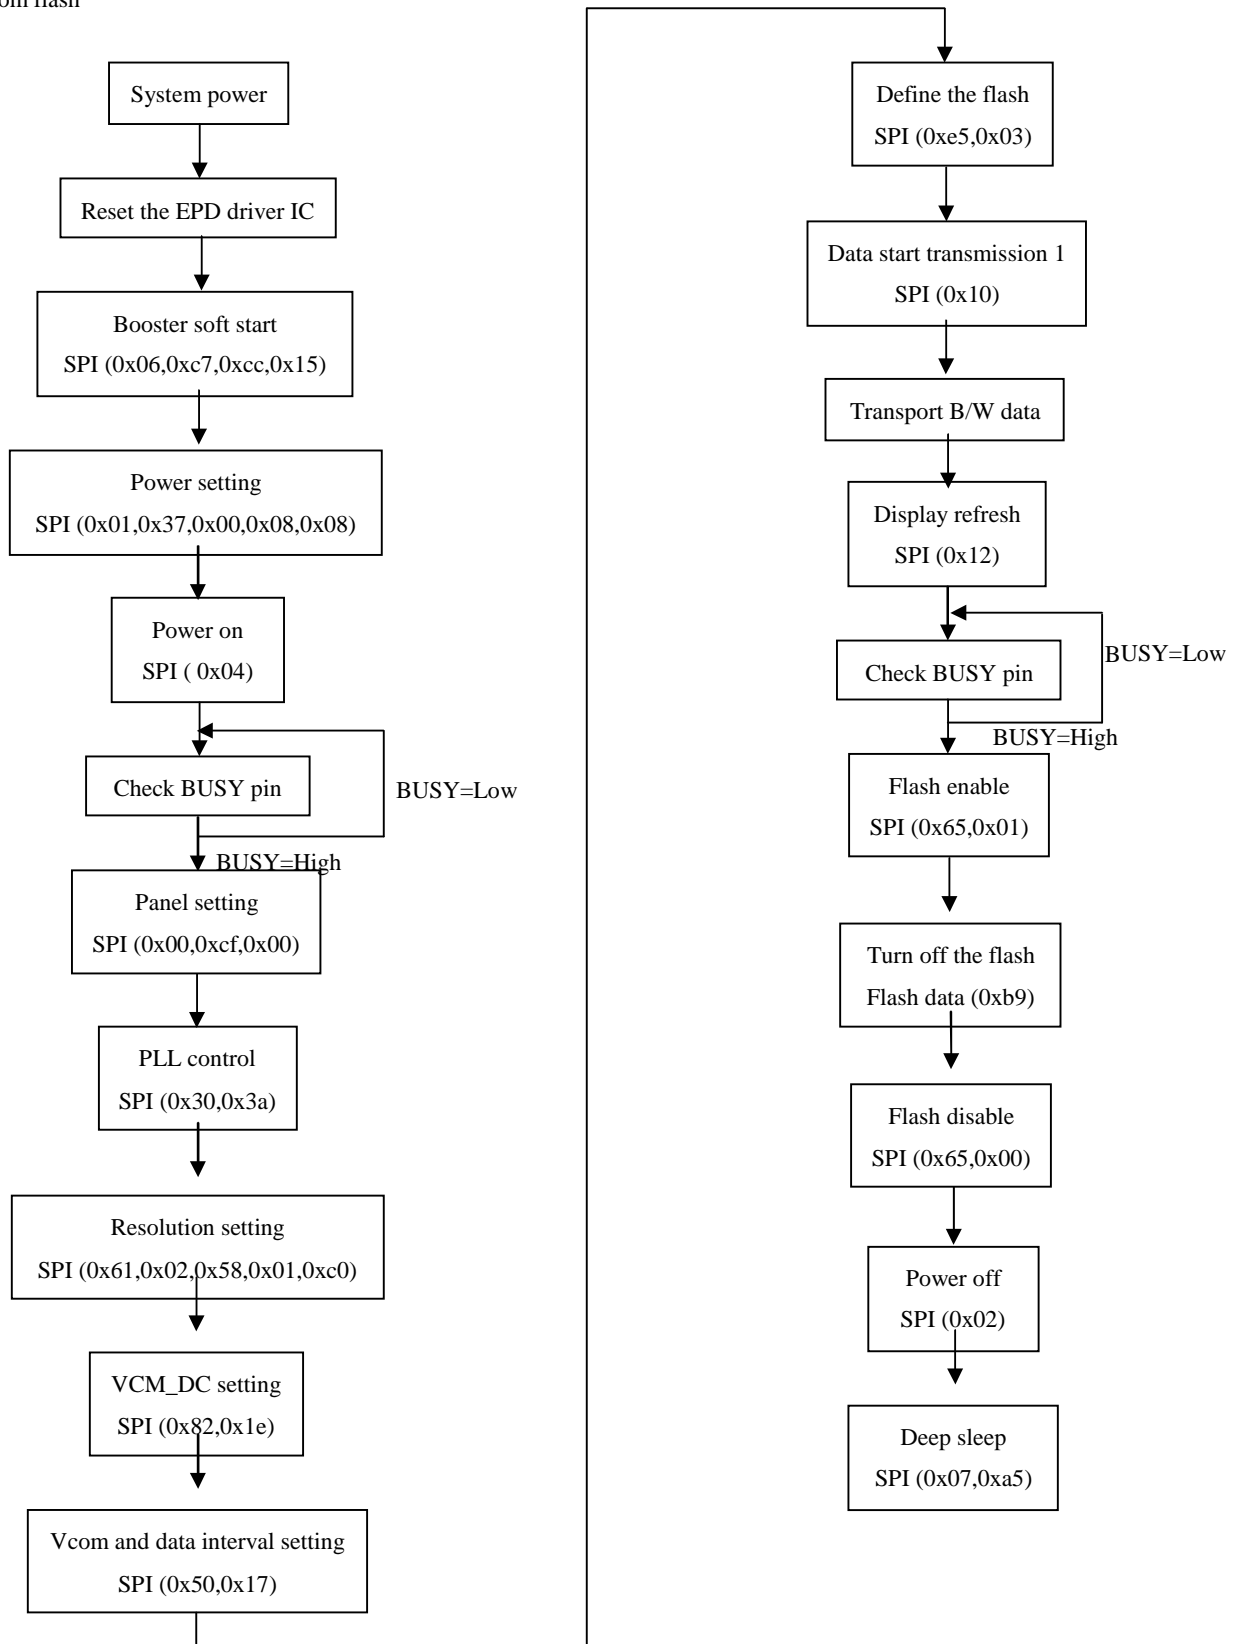 om flash
System power
Reset the EPD driver IC
Booster soft start
SPI (0x06,0xc7,0xcc,0x15)
Power setting
SPI (0x01,0x37,0x00,0x08,0x08)
Power on
SPI ( 0x04)
Check BUSY pin
BUSY=Low
BUSY=High
Panel setting
SPI (0x00,0xcf,0x00)
PLL control
SPI (0x30,0x3a)
Resolution setting
SPI (0x61,0x02,0x58,0x01,0xc0)
VCM_DC setting
SPI (0x82,0x1e)
Vcom and data interval setting
SPI (0x50,0x17)
Define the flash
SPI (0xe5,0x03)
Data start transmission 1
SPI (0x10)
Transport B/W data
Display refresh
SPI (0x12)
Check BUSY pin
BUSY=Low
BUSY=High
Flash enable
SPI (0x65,0x01)
Turn off the flash
Flash data (0xb9)
Flash disable
SPI (0x65,0x00)
Power off
SPI (0x02)
Deep sleep
SPI (0x07,0xa5)